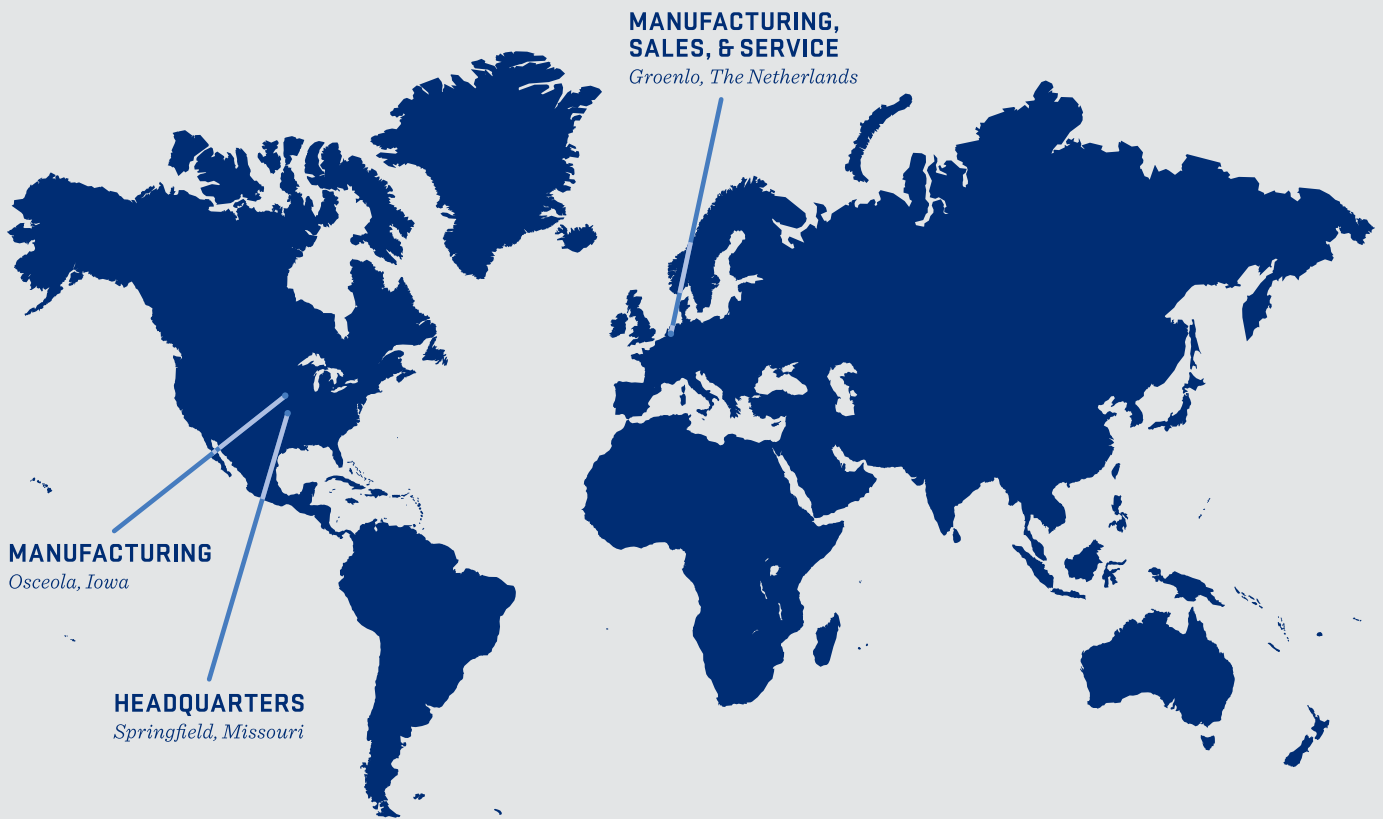 MANUFACTURING,
SALES, & SERVICE
Groenlo, The Netherlands
MANUFACTURING
Osceola, Iowa
HEADQUARTERS
Springfield, Missouri